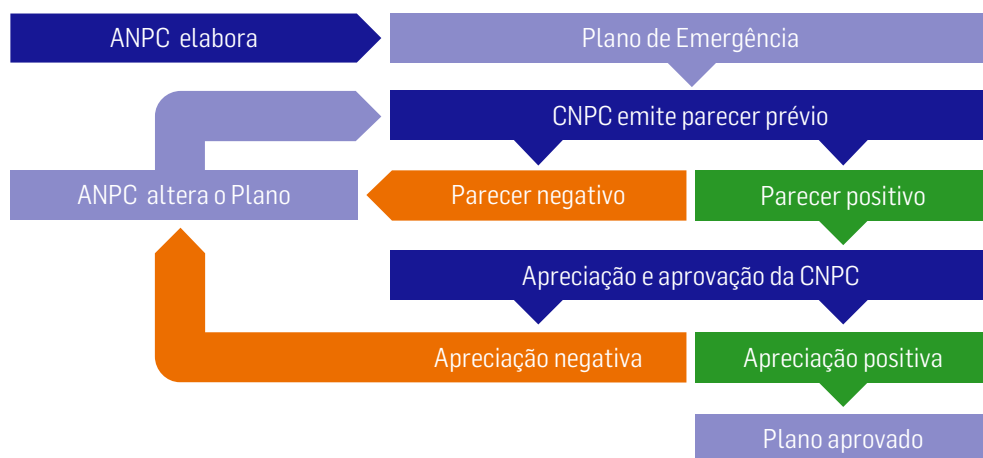 ANPC elabora
Plano de Emergência
CNPC emite parecer prévio
ANPC altera o Plano
Parecer negativo
Parecer positivo
Apreciação e aprovação da CNPC
Apreciação negativa
Apreciação positiva
Plano aprovado